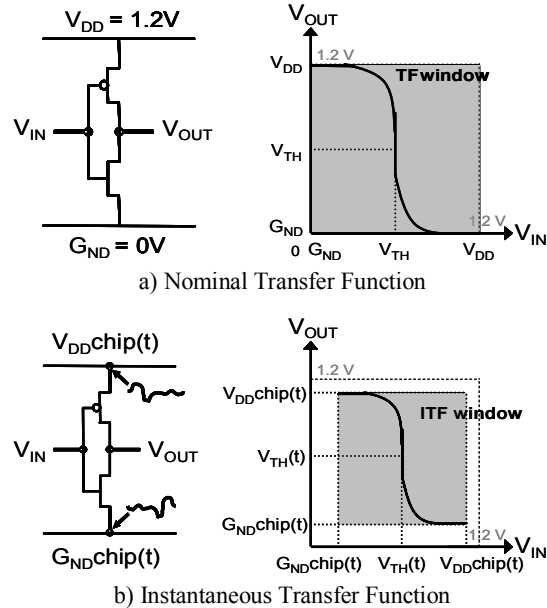 V_DD = 1.2V
V_IN
V_OUT
G_ND = 0V
V_OUT
1.2 V
V_DD
TF window
V_TH
G_ND
1.2 V
V_IN
0 G_ND
V_TH
V_DD
a) Nominal Transfer Function
V_DDchip(t)
V_IN
V_OUT
G_NDchip(t)
V_OUT
1.2 V
V_DDchip(t)
ITF window
V_TH(t)
G_NDchip(t)
1.2 V
V_IN
G_NDchip(t)
V_TH(t)
V_DDchip(t)
b) Instantaneous Transfer Function